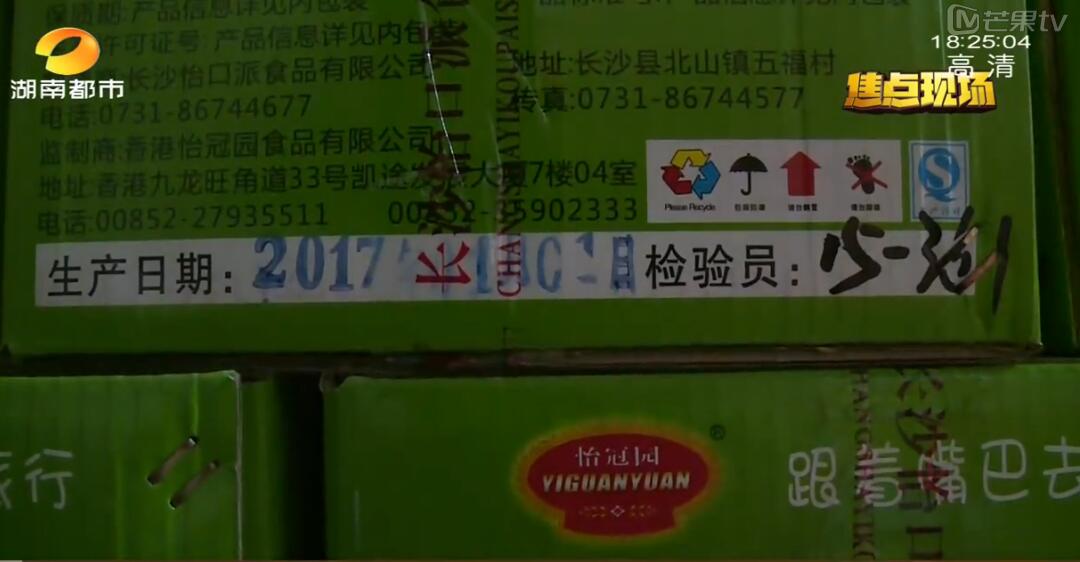 保质期:产品信息详见内包装
芒果tv
18:25:04
高清
湖南都市
焦点现场
许可证号:产品信息详见内包装
长沙怡口派食品有限公司
地址:长沙县北山镇五福村
电话:0731-86744677
传真:0731-86744577
监制商:香港怡冠园食品有限公司
地址:香港九龙旺角道33号凯途发展大厦7楼04室
电话:00852-27935511
Please Recycle
生产日期:2017
检验员:
怡冠园
YIGUANYUAN
®
跟着嘴巴去
行